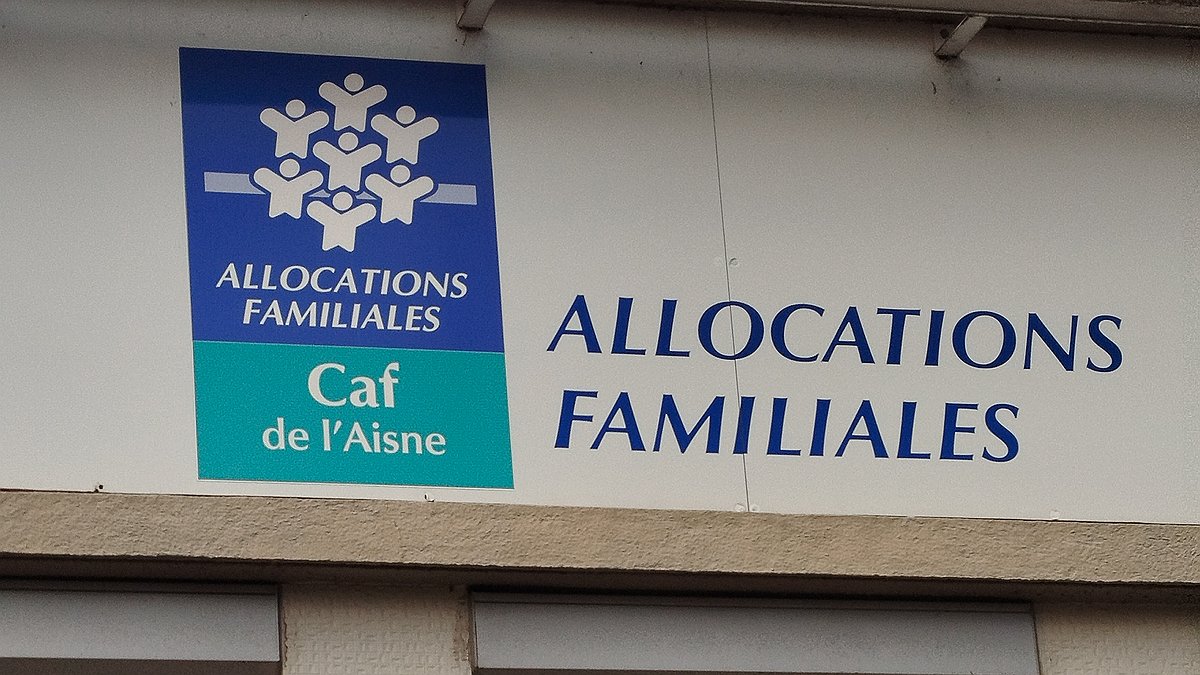 ALLOCATIONS
FAMILIALES
Caf
de l'Aisne
ALLOCATIONS
FAMILIALES